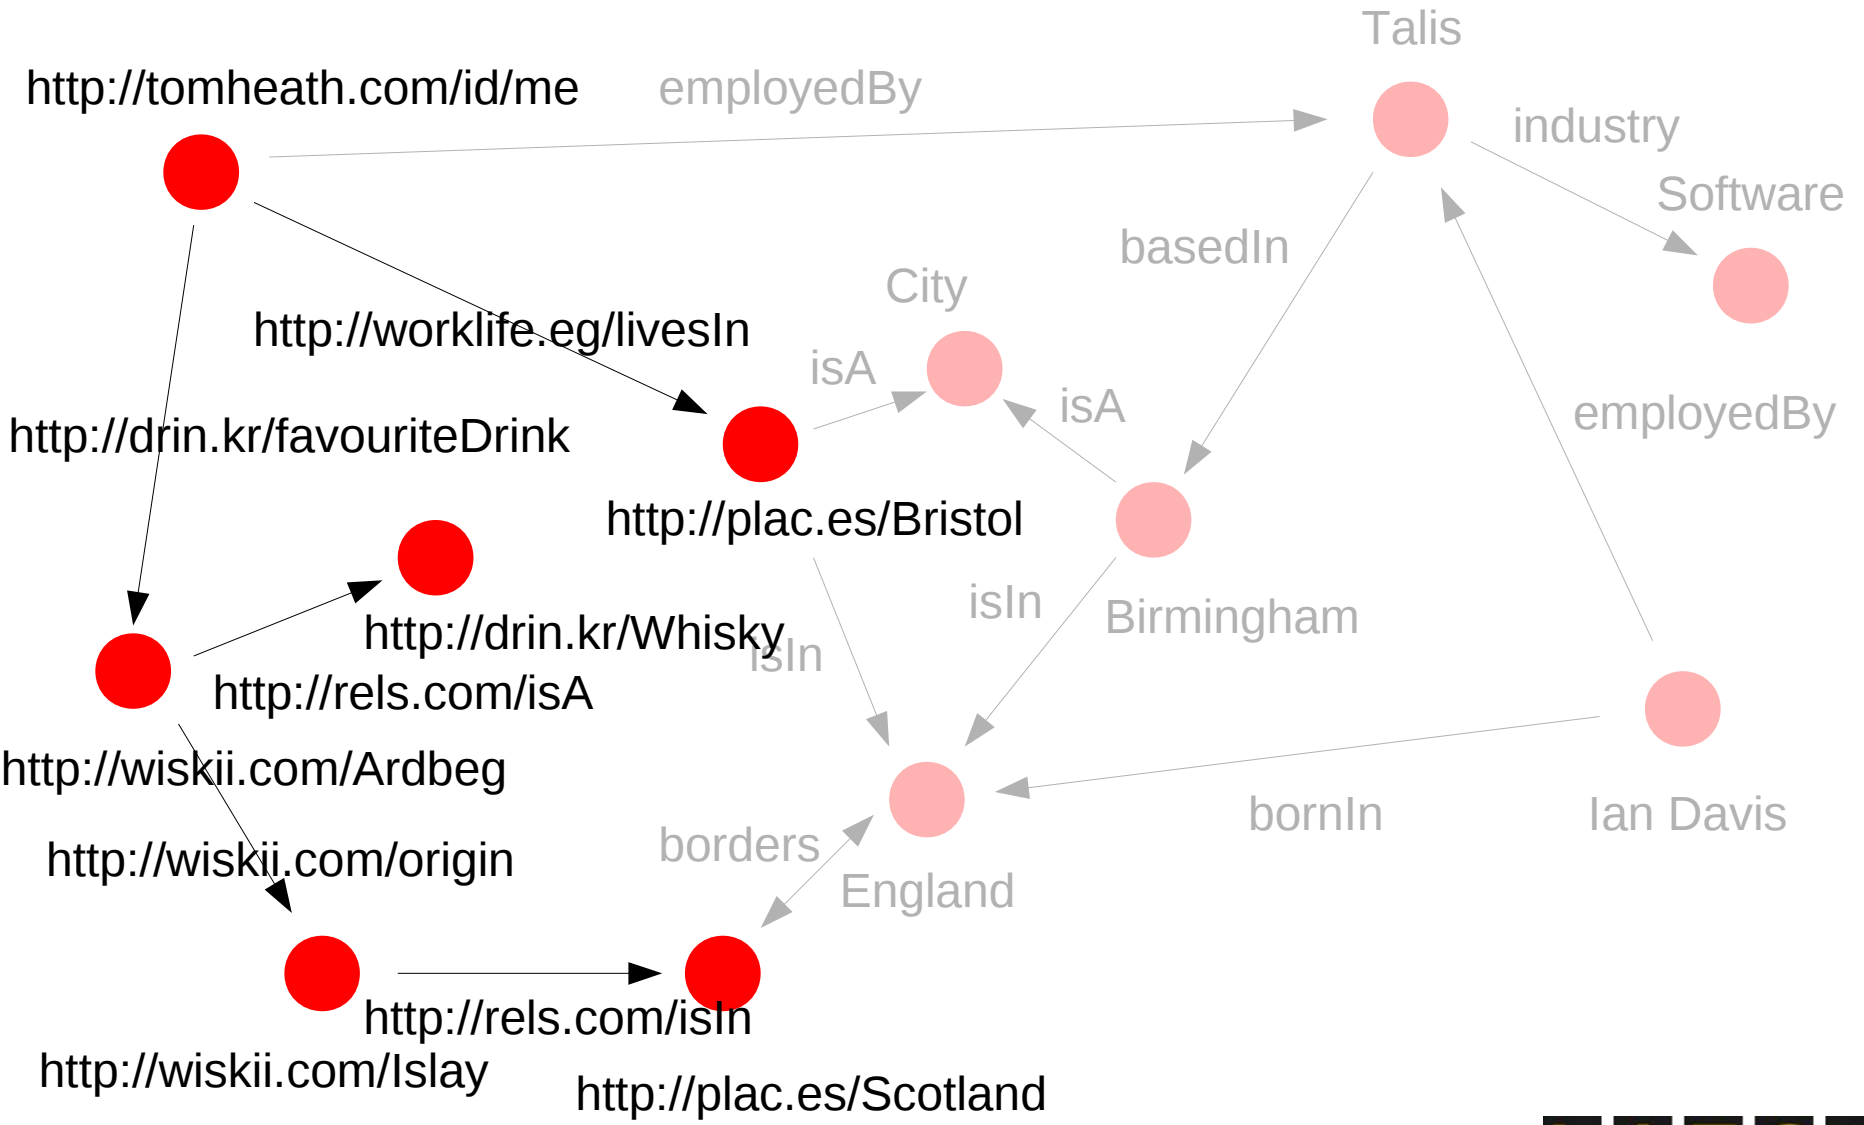 Talis
http://tomheath.com/id/me
employedBy
industry
Software
basedIn
City
http://worklife.eg/livesIn
isA
isA
employedBy
http://drin.kr/favouriteDrink
http://plac.es/Bristol
isIn
Birmingham
http://drin.kr/Whisky
isIn
http://rels.com/isA
http://wiskii.com/Ardbeg
bornIn
Ian Davis
borders
http://wiskii.com/origin
England
http://rels.com/isIn
http://wiskii.com/Islay
http://plac.es/Scotland